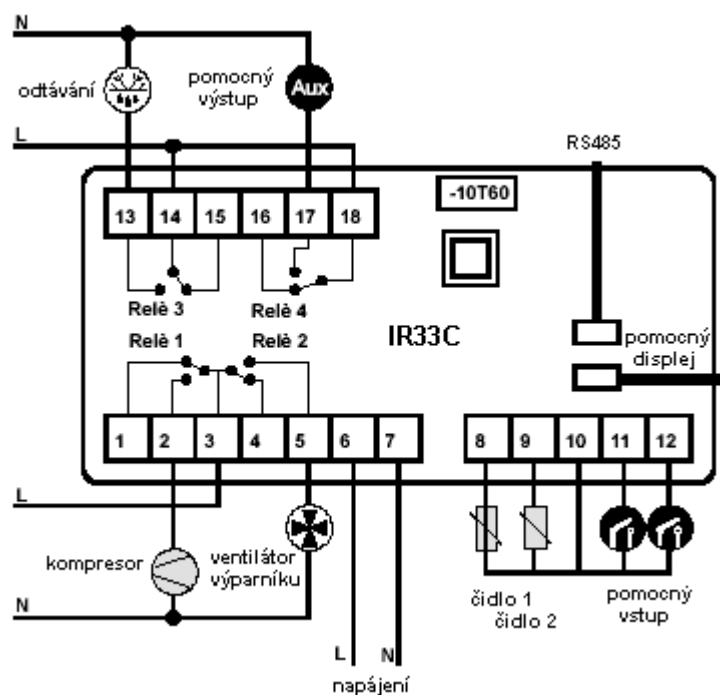 N
odtávání
pomocný
výstup
Aux
L
RS485
-10T60
13 14 15 16 17 18
Relè 3
Relè 4
IR33C
Relè 1
Relè 2
pomocný
displej
1 2 3 4 5 6 7
8 9 10 11 12
L
kompresor
ventilátor
výparníku
N
čidlo 1
čidlo 2
pomocný
vstup
L
N
napájení